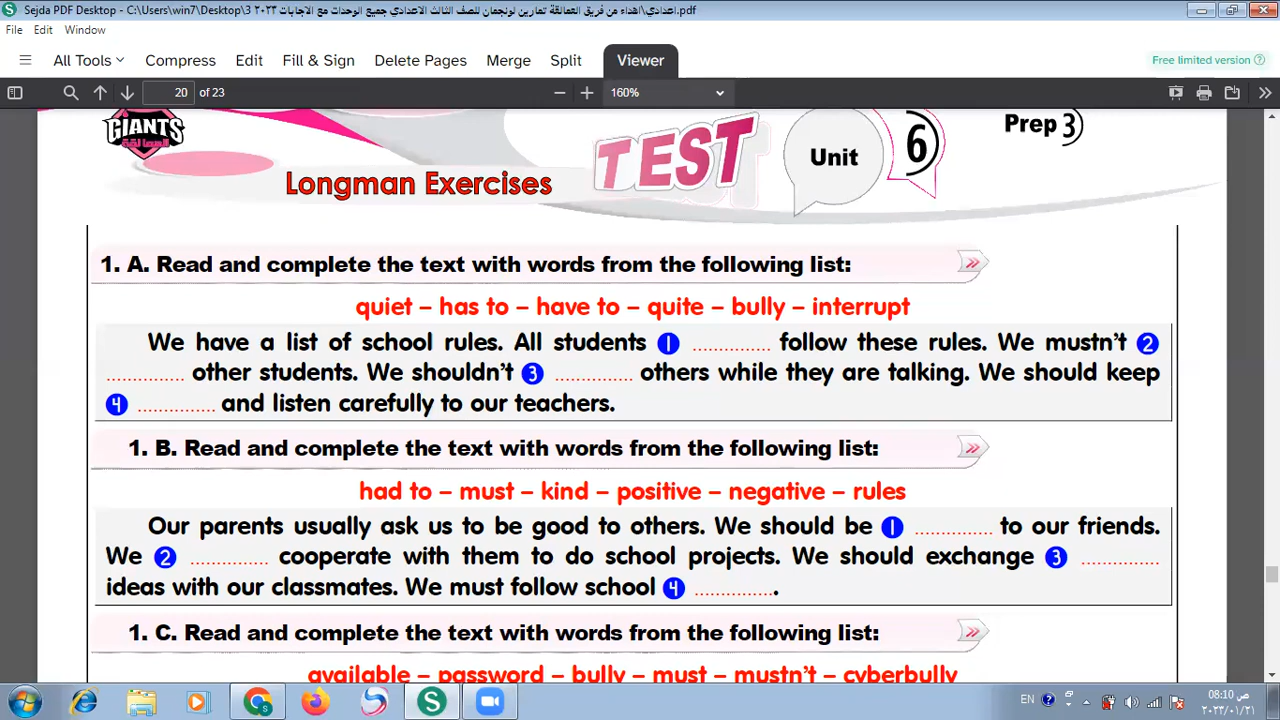 Sejda PDF Desktop - C:\Users\win7\Desktop\3 اعدادي\اهداء من فريق العمالقة تمارين لونجمان للصف الثالث الاعدادي جميع الوحدات مع الاجابات ٢٠٢٣.pdf
File Edit Window
All Tools Compress Edit Fill & Sign Delete Pages Merge Split Viewer Free limited version
20 of 23 160%
GIANTS
Longman Exercises
TEST
Unit 6
Prep 3
1. A. Read and complete the text with words from the following list:
quiet – has to – have to – quite – bully – interrupt
We have a list of school rules. All students 1 .............. follow these rules. We mustn't 2
.............. other students. We shouldn't 3 .............. others while they are talking. We should keep
4 .............. and listen carefully to our teachers.
1. B. Read and complete the text with words from the following list:
had to – must – kind – positive – negative – rules
Our parents usually ask us to be good to others. We should be 1 .............. to our friends.
We 2 .............. cooperate with them to do school projects. We should exchange 3 ..............
ideas with our classmates. We must follow school 4 ...............
1. C. Read and complete the text with words from the following list:
available – password – bully – must – mustn't – cyberbully
EN
08:10 ص
٢٠٢٣/٠١/٢١